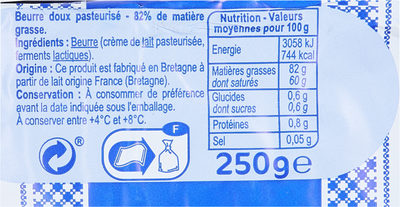 Beurre doux pasteurisé - 82% de matière
grasse.
Ingrédients : Beurre (crème de lait pasteurisée,
ferments lactiques).
Origine : Ce produit est fabriqué en Bretagne à
partir de lait origine France (Bretagne).
Conservation : À consommer de préférence
avant la date indiquée sous l'emballage.
A conserver entre +4°C et +8°C.
Nutrition - Valeurs
moyennes pour 100g
Energie 3058 kJ
744 kcal
Matières grasses 82 g
dont saturés 60 g
Glucides 0,6 g
dont sucres 0,6 g
Protéines 0,8 g
Sel 0,05 g
®
F
250g e